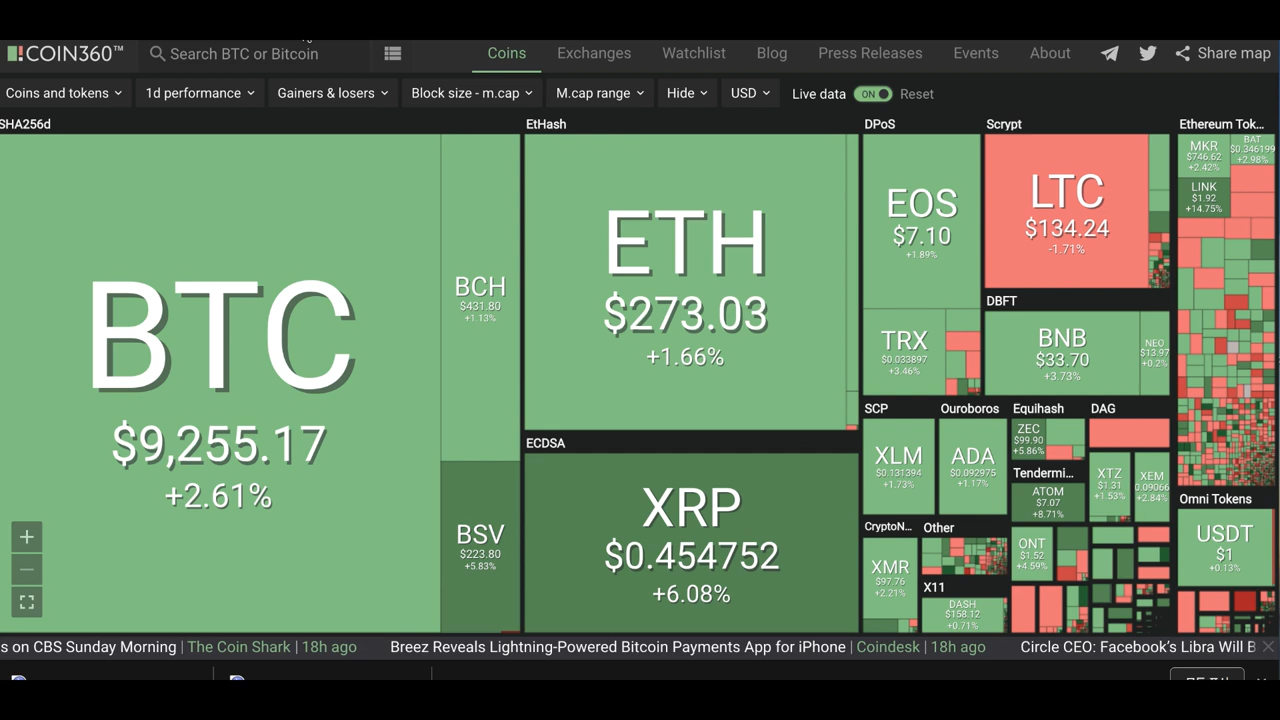 COIN360™
Search BTC or Bitcoin
Coins
Exchanges
Watchlist
Blog
Press Releases
Events
About
Share map
Coins and tokens
1d performance
Gainers & losers
Block size - m.cap
M.cap range
Hide
USD
Live data
ON
Reset
SHA256d
BTC
$9,255.17
+2.61%
BCH
$431.80
+1.13%
BSV
$223.80
+5.83%
EtHash
ETH
$273.03
+1.66%
ECDSA
XRP
$0.454752
+6.08%
DPoS
EOS
$7.10
+1.89%
TRX
$0.033897
+3.46%
Scrypt
LTC
$134.24
-1.71%
DBFT
BNB
$33.70
+3.73%
NEO
$13.97
+0.2%
SCP
XLM
$0.131394
+1.73%
Ouroboros
ADA
$0.092975
+1.17%
Equihash
ZEC
$99.90
+5.86%
DAG
Tendermi...
ATOM
$7.07
+8.71%
XTZ
$1.31
+1.53%
XEM
0.09066
+2.84%
CryptoN...
XMR
$97.76
+2.21%
Other
X11
DASH
$158.12
+0.71%
ONT
$1.52
+4.59%
Ethereum Tok...
MKR
$746.62
+2.42%
BAT
$0.346199
+2.98%
LINK
$1.92
+14.75%
Omni Tokens
USDT
$1
+0.13%
s on CBS Sunday Morning | The Coin Shark | 18h ago
Breez Reveals Lightning-Powered Bitcoin Payments App for iPhone | Coindesk | 18h ago
Circle CEO: Facebook's Libra Will B